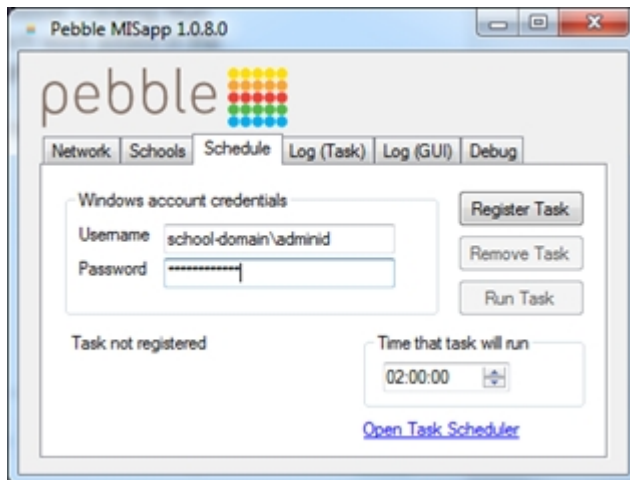 Pebble MISapp 1.0.8.0
pebble
Network Schools Schedule Log (Task) Log (GUI) Debug
Windows account credentials
Username school-domain\adminid
Password
Register Task
Remove Task
Run Task
Task not registered
Time that task will run
02:00:00
Open Task Scheduler